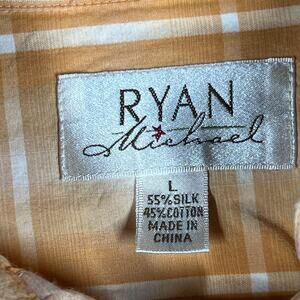 RYAN
Michael
L
55% SILK
45% COTTON
MADE IN
CHINA